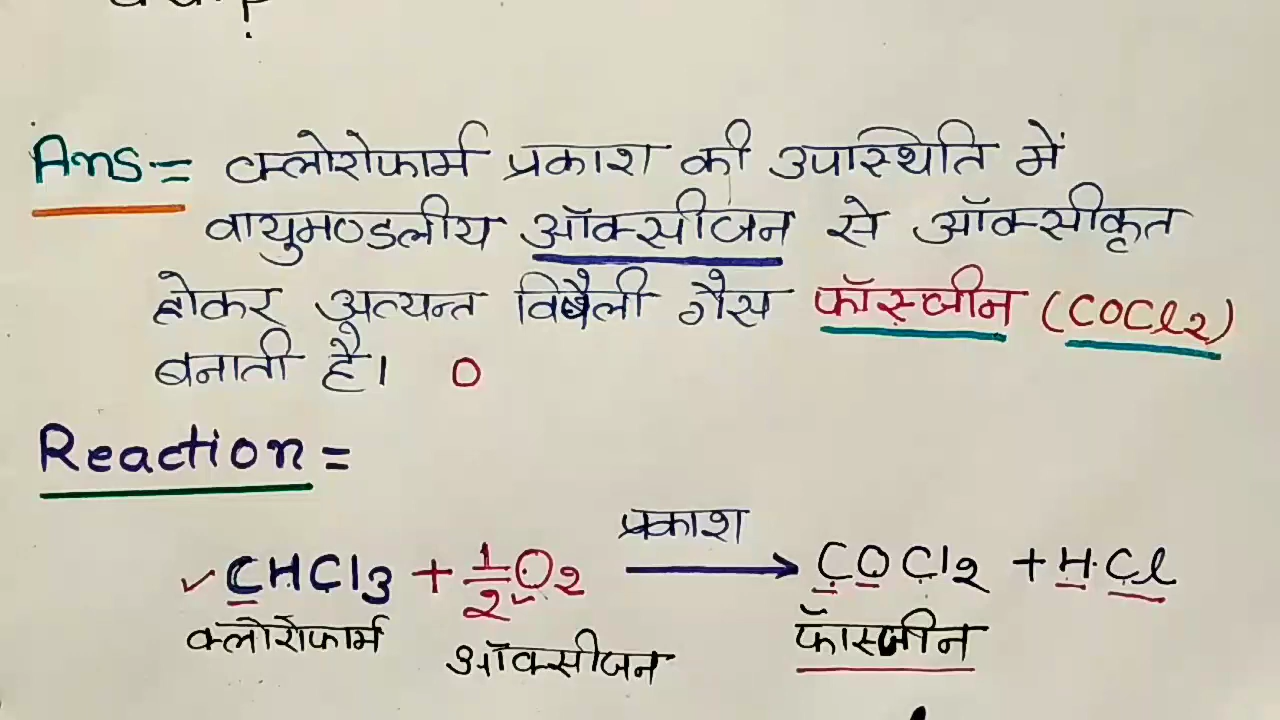 Ans = क्लोरोफार्म प्रकाश की उपस्थिति में
वायुमण्डलीय ऑक्सीजन से ऑक्सीकृत
होकर अत्यन्त विषैली गैस फॉस्जीन (COCl2)
बनाती है। O
Reaction =
प्रकाश
CHCl3 + 1/2 O2 → COCl2 + HCl
क्लोरोफार्म ऑक्सीजन फॉस्जीन